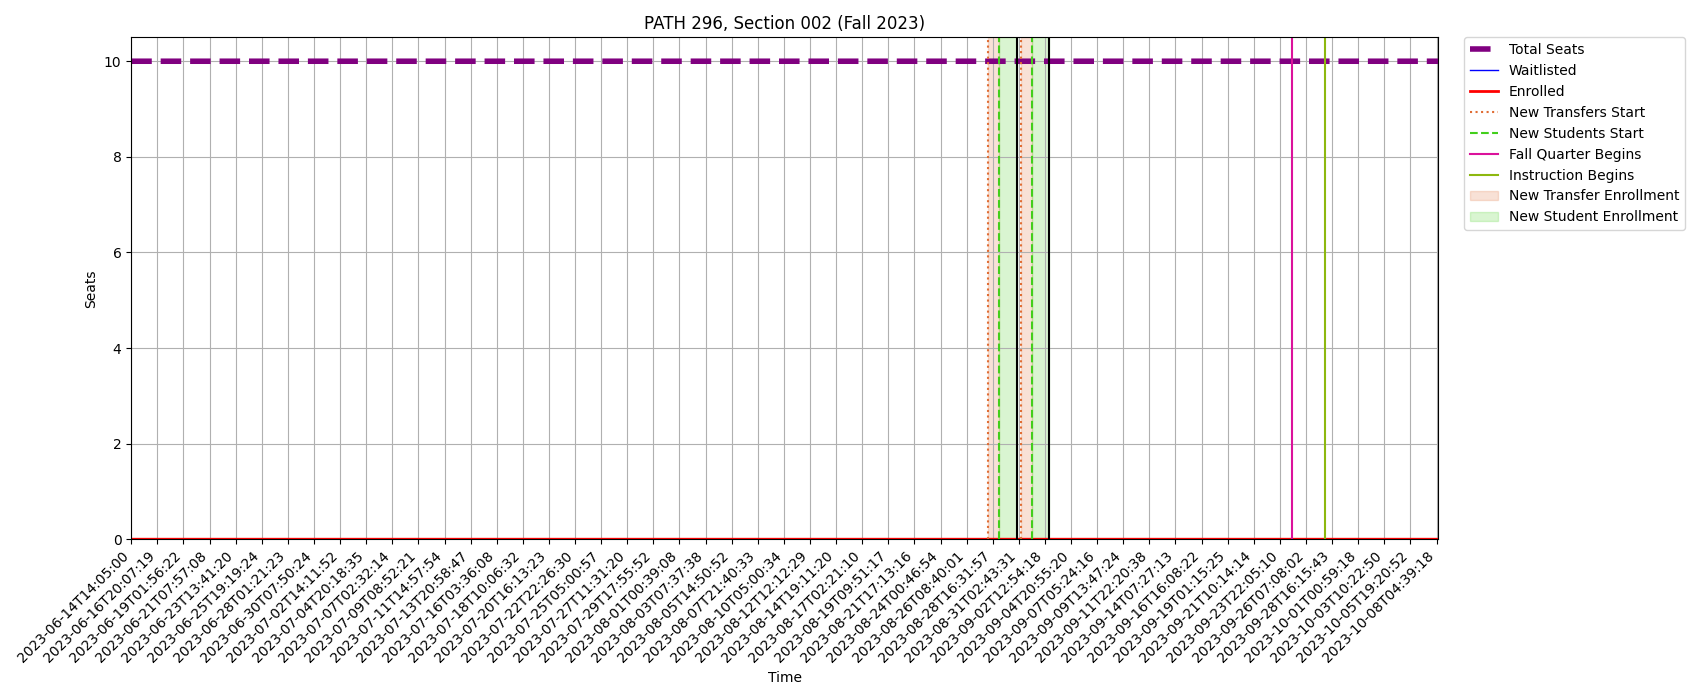 PATH 296, Section 002 (Fall 2023)
Total Seats
Waitlisted
Enrolled
New Transfers Start
New Students Start
Fall Quarter Begins
Instruction Begins
New Transfer Enrollment
New Student Enrollment
Seats
10
8
6
4
2
0
2023-06-14T14:05:00
2023-06-16T20:07:19
2023-06-19T01:56:22
2023-06-21T07:57:08
2023-06-23T13:41:20
2023-06-25T19:19:24
2023-06-28T01:21:23
2023-06-30T07:50:24
2023-07-02T14:11:52
2023-07-04T20:18:35
2023-07-07T02:32:14
2023-07-09T08:52:21
2023-07-11T14:57:54
2023-07-13T20:58:47
2023-07-16T03:36:08
2023-07-18T10:06:32
2023-07-20T16:13:23
2023-07-22T22:26:30
2023-07-25T05:00:57
2023-07-27T11:31:20
2023-07-29T17:55:52
2023-08-01T00:39:08
2023-08-03T07:37:38
2023-08-05T14:50:52
2023-08-07T21:40:33
2023-08-10T05:00:34
2023-08-12T12:12:29
2023-08-14T19:11:20
2023-08-17T02:21:10
2023-08-19T09:51:17
2023-08-21T17:13:16
2023-08-24T00:46:54
2023-08-26T08:40:01
2023-08-28T16:31:57
2023-08-31T02:43:31
2023-09-02T12:54:18
2023-09-04T20:55:20
2023-09-07T05:24:16
2023-09-09T13:47:24
2023-09-11T22:20:38
2023-09-14T07:27:13
2023-09-16T16:08:22
2023-09-19T01:15:25
2023-09-21T10:14:14
2023-09-23T22:05:10
2023-09-26T07:08:02
2023-09-28T16:15:43
2023-10-01T00:59:18
2023-10-03T10:22:50
2023-10-05T19:20:52
2023-10-08T04:39:18
Time